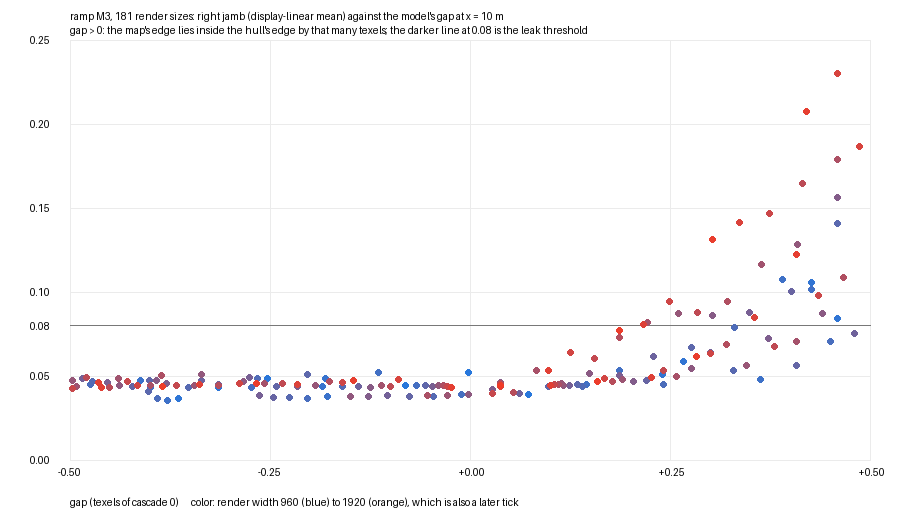 ramp M3, 181 render sizes: right jamb (display-linear mean) against the model's gap at x = 10 m
gap > 0: the map's edge lies inside the hull's edge by that many texels; the darker line at 0.08 is the leak threshold
0.25
0.20
0.15
0.10
0.08
0.05
0.00
-0.50 -0.25 +0.00 +0.25 +0.50
gap (texels of cascade 0) color: render width 960 (blue) to 1920 (orange), which is also a later tick